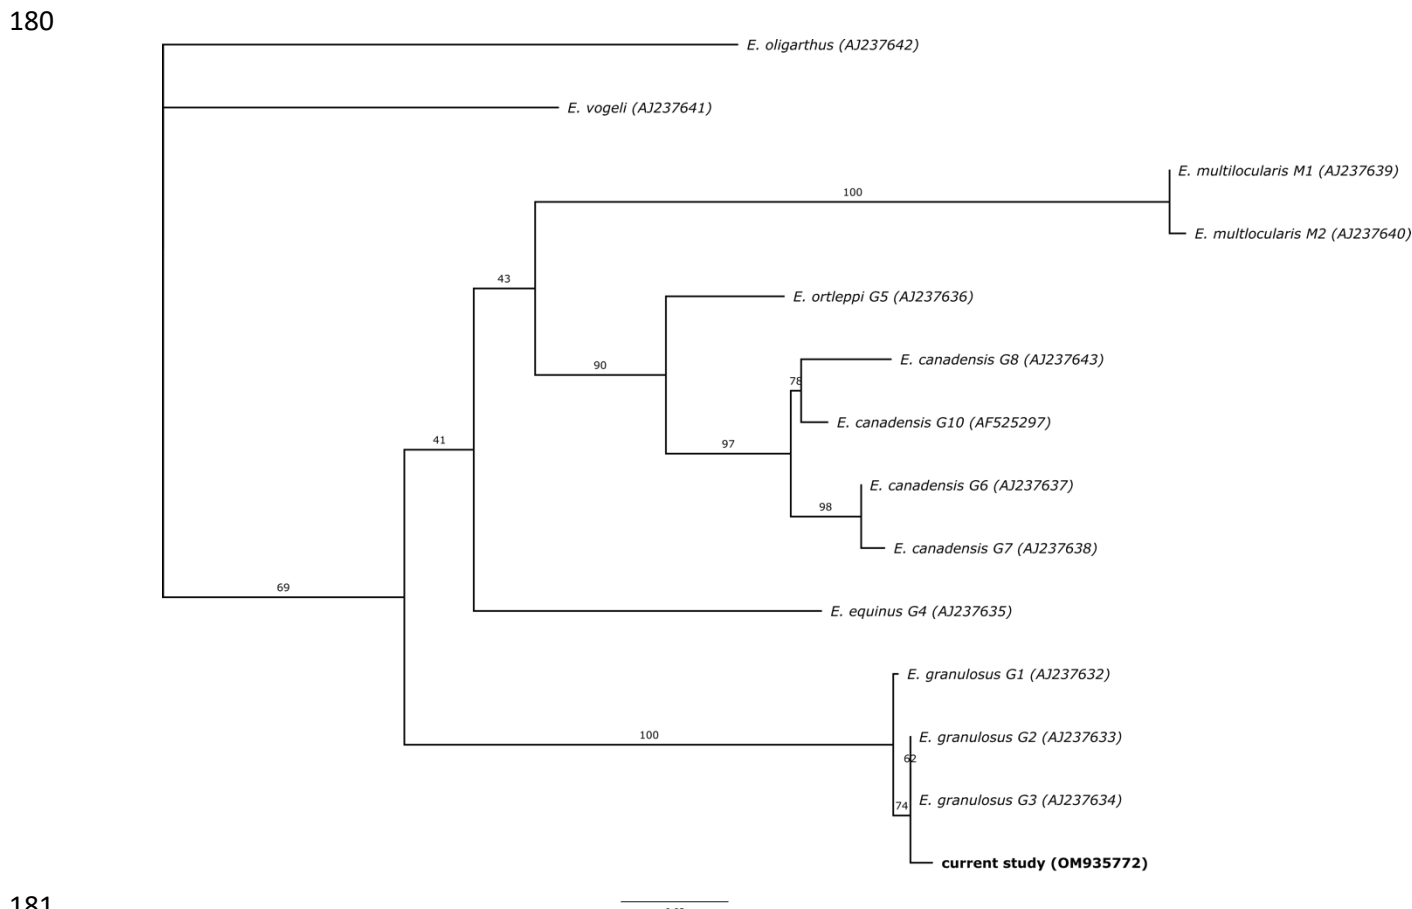 180
E. oligarthus (AJ237642)
E. vogeli (AJ237641)
E. multilocularis M1 (AJ237639)
100
E. multlocularis M2 (AJ237640)
43
E. ortleppi G5 (AJ237636)
E. canadensis G8 (AJ237643)
90
78
E. canadensis G10 (AF525297)
41
97
E. canadensis G6 (AJ237637)
98
E. canadensis G7 (AJ237638)
69
E. equinus G4 (AJ237635)
E. granulosus G1 (AJ237632)
100
E. granulosus G2 (AJ237633)
62
E. granulosus G3 (AJ237634)
74
current study (OM935772)
181